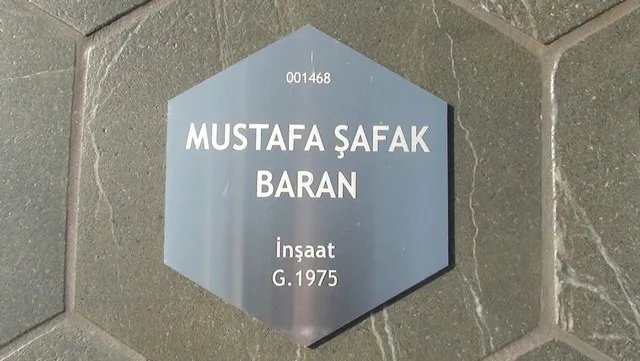 001468
MUSTAFA ŞAFAK
BARAN
İnşaat
G.1975